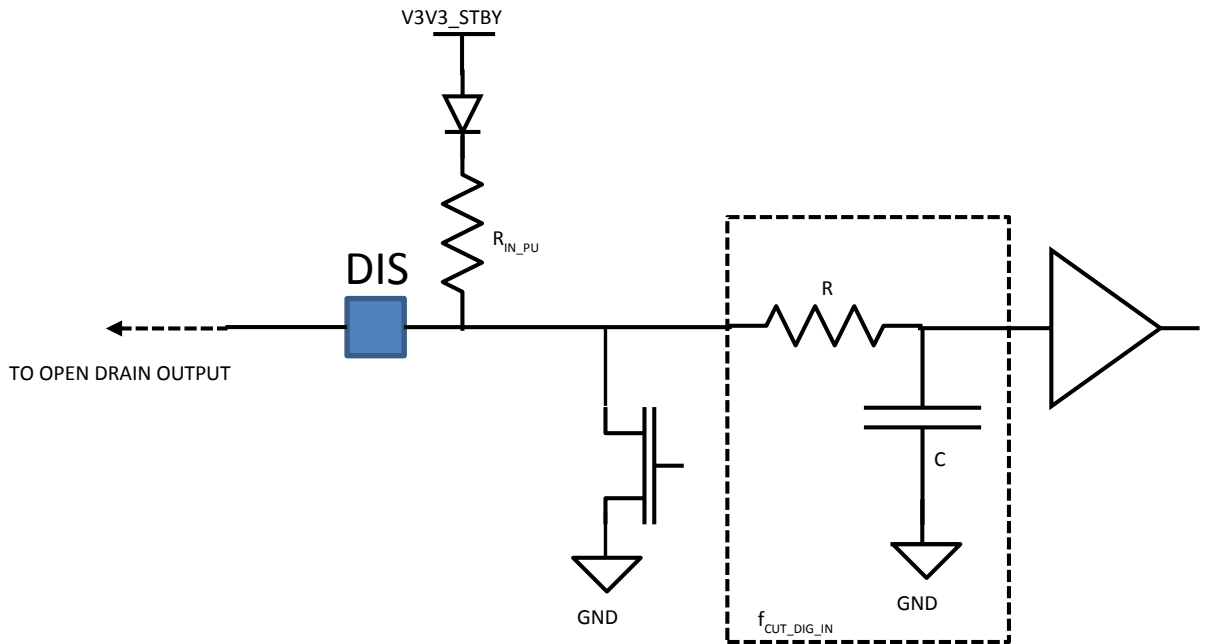 V3V3_STBY
R_IN_PU
DIS
R
TO OPEN DRAIN OUTPUT
C
GND
GND
f_CUT_DIG_IN